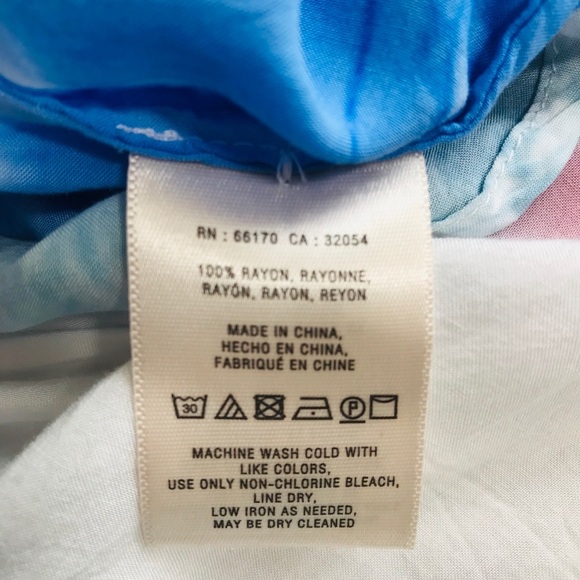 RN : 66170 CA : 32054
100% RAYON, RAYONNE,
RAYÓN, RAYON, REYON
MADE IN CHINA,
HECHO EN CHINA,
FABRIQUÉ EN CHINE
30 P
MACHINE WASH COLD WITH
LIKE COLORS,
USE ONLY NON-CHLORINE BLEACH,
LINE DRY,
LOW IRON AS NEEDED,
MAY BE DRY CLEANED